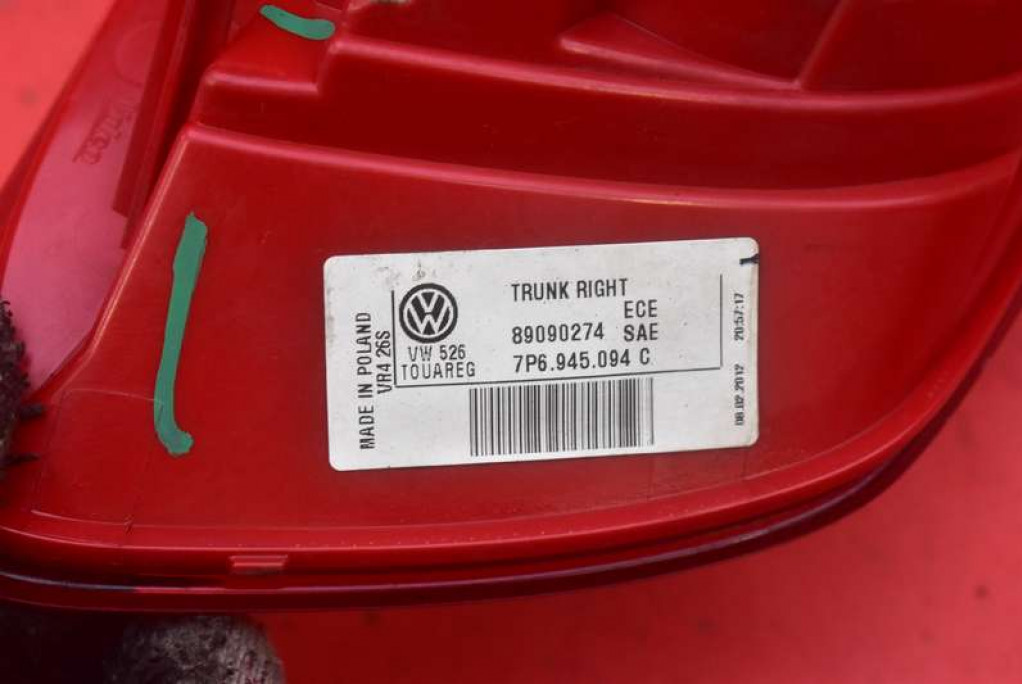 TRUNK RIGHT
ECE
89090274 SAE
7P6.945.094 C
VW 526
TOUAREG
MADE IN POLAND
VR4 26S
08.02.2012 20:57:17